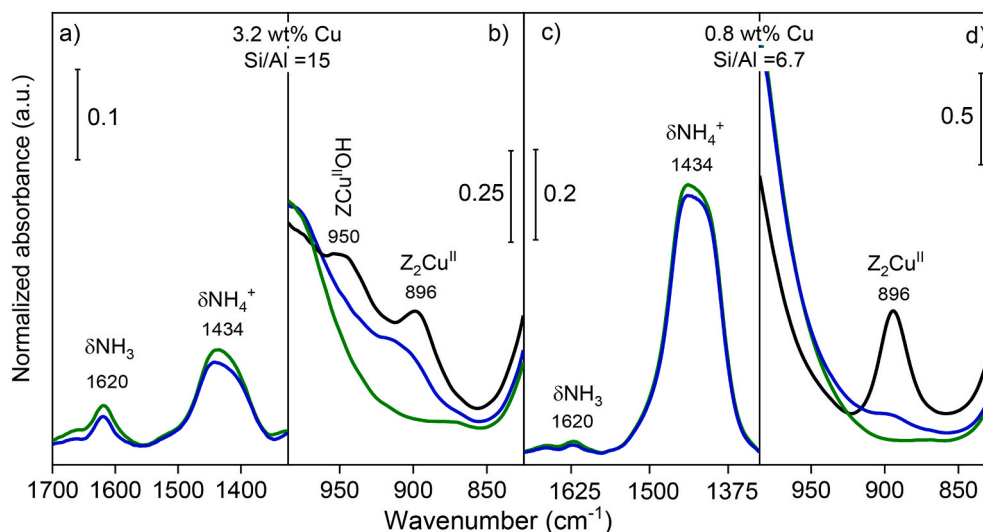 a)
3.2 wt% Cu
Si/Al =15
b)
c)
0.8 wt% Cu
Si/Al =6.7
d)
Normalized absorbance (a.u.)
0.1
δNH₃
1620
δNH₄⁺
1434
ZCuᴵᴵOH
950
Z₂Cuᴵᴵ
896
0.25
0.2
δNH₃
1620
δNH₄⁺
1434
Z₂Cuᴵᴵ
896
0.5
1700 1600 1500 1400 950 900 850 1625 1500 1375 950 900 850
Wavenumber (cm⁻¹)